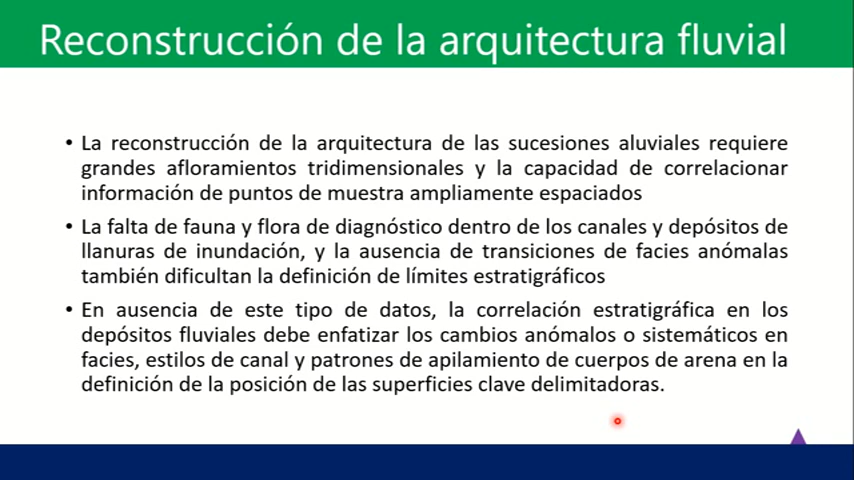 Reconstrucción de la arquitectura fluvial
• La reconstrucción de la arquitectura de las sucesiones aluviales requiere
grandes afloramientos tridimensionales y la capacidad de correlacionar
información de puntos de muestra ampliamente espaciados
• La falta de fauna y flora de diagnóstico dentro de los canales y depósitos de
llanuras de inundación, y la ausencia de transiciones de facies anómalas
también dificultan la definición de límites estratigráficos
• En ausencia de este tipo de datos, la correlación estratigráfica en los
depósitos fluviales debe enfatizar los cambios anómalos o sistemáticos en
facies, estilos de canal y patrones de apilamiento de cuerpos de arena en la
definición de la posición de las superficies clave delimitadoras.